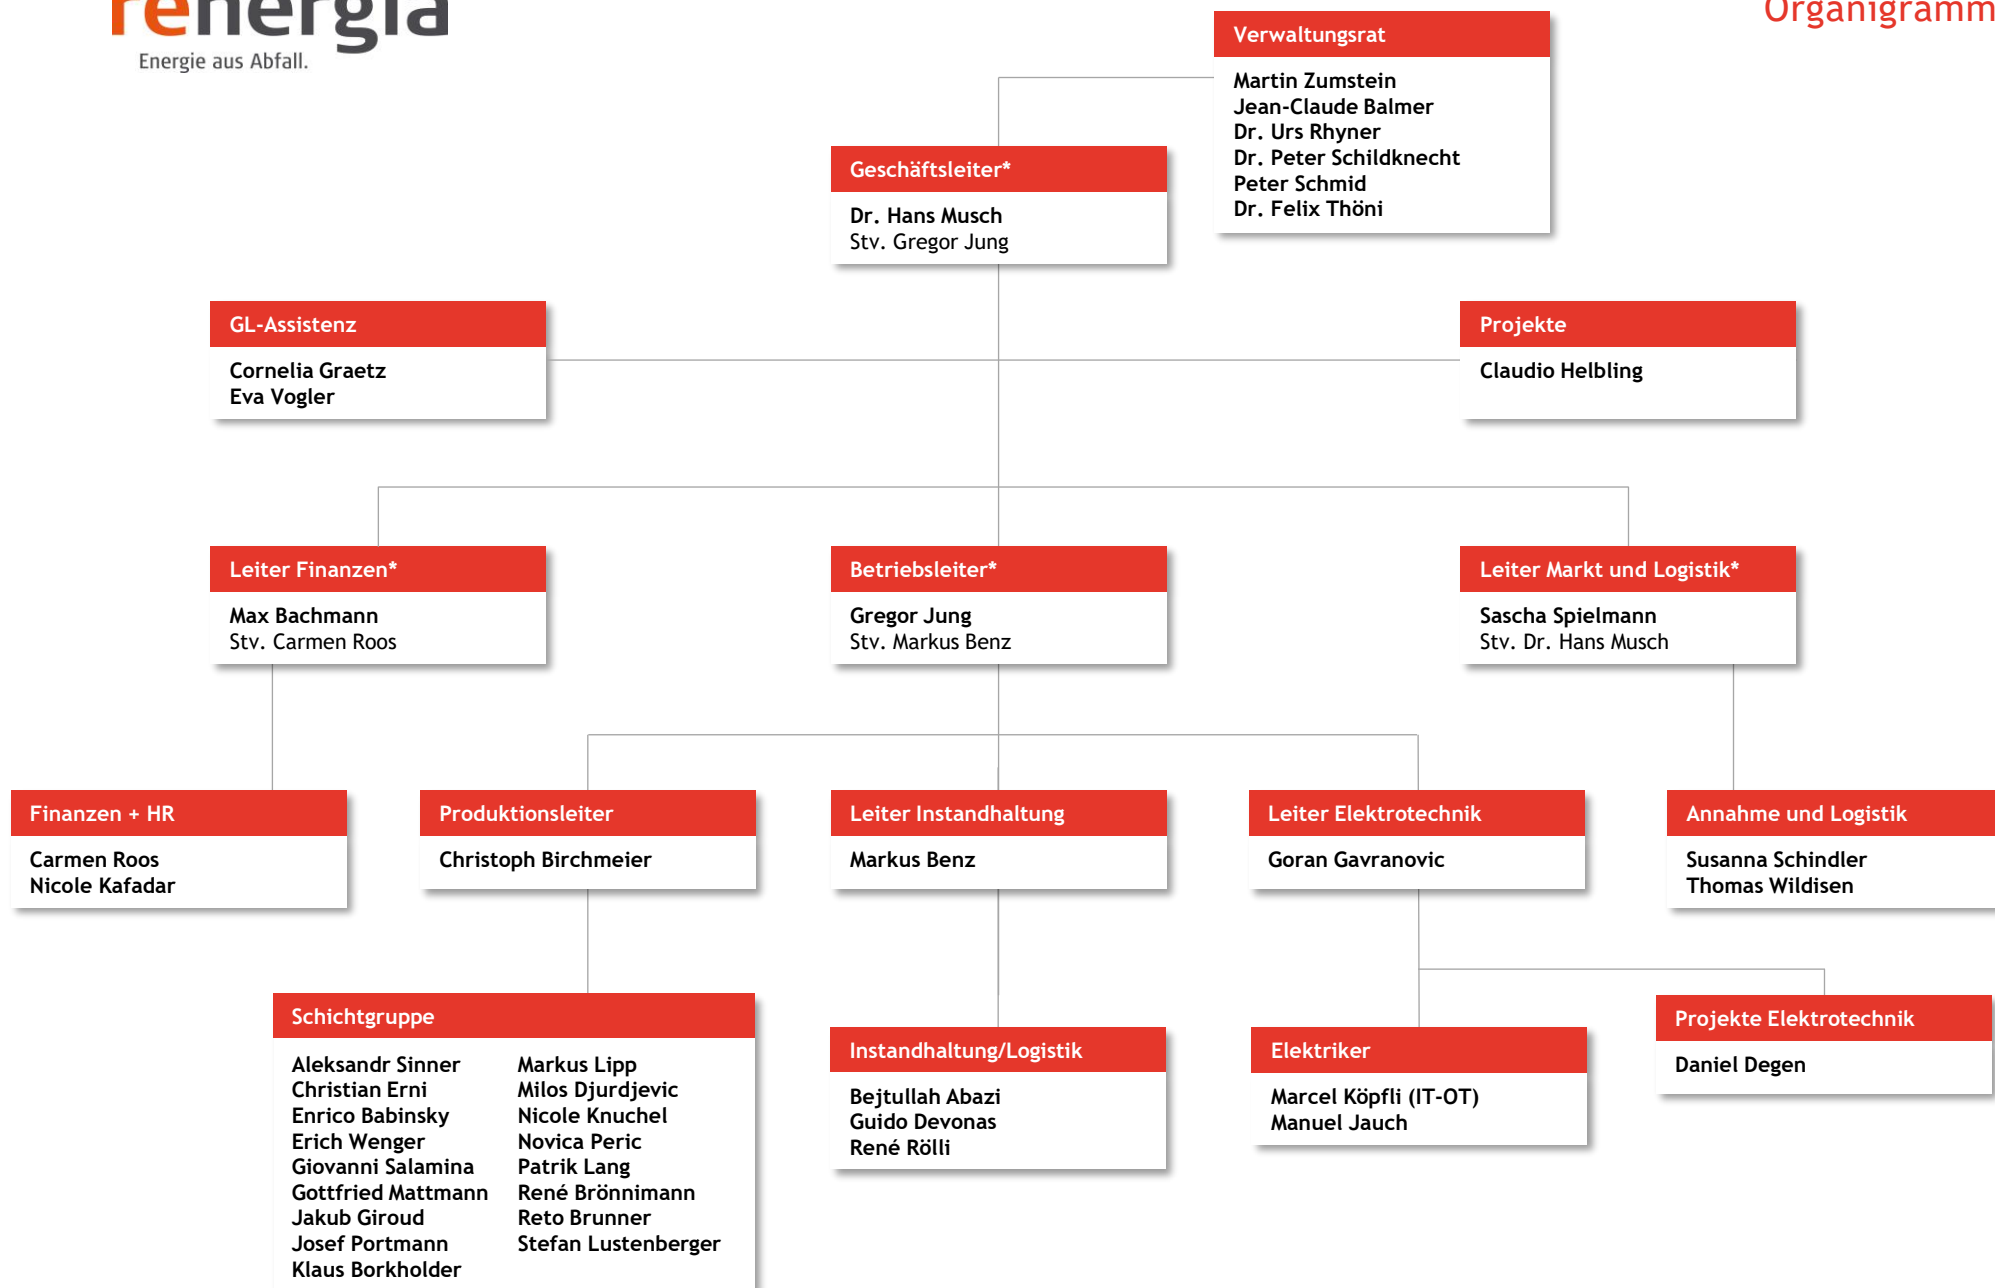 renergia
Energie aus Abfall.
Organigramm
Verwaltungsrat
Martin Zumstein
Jean-Claude Balmer
Dr. Urs Rhyner
Dr. Peter Schildknecht
Peter Schmid
Dr. Felix Thöni
Geschäftsleiter*
Dr. Hans Musch
Stv. Gregor Jung
GL-Assistenz
Cornelia Graetz
Eva Vogler
Projekte
Claudio Helbling
Leiter Finanzen*
Max Bachmann
Stv. Carmen Roos
Betriebsleiter*
Gregor Jung
Stv. Markus Benz
Leiter Markt und Logistik*
Sascha Spielmann
Stv. Dr. Hans Musch
Finanzen + HR
Carmen Roos
Nicole Kafadar
Produktionsleiter
Christoph Birchmeier
Leiter Instandhaltung
Markus Benz
Leiter Elektrotechnik
Goran Gavranovic
Annahme und Logistik
Susanna Schindler
Thomas Wildisen
Schichtgruppe
Aleksandr Sinner
Christian Erni
Enrico Babinsky
Erich Wenger
Giovanni Salamina
Gottfried Mattmann
Jakub Giroud
Josef Portmann
Klaus Borkholder
Markus Lipp
Milos Djurdjevic
Nicole Knuchel
Novica Peric
Patrik Lang
René Brönnimann
Reto Brunner
Stefan Lustenberger
Instandhaltung/Logistik
Bejtullah Abazi
Guido Devonas
René Rölli
Elektriker
Marcel Köpfli (IT-OT)
Manuel Jauch
Projekte Elektrotechnik
Daniel Degen